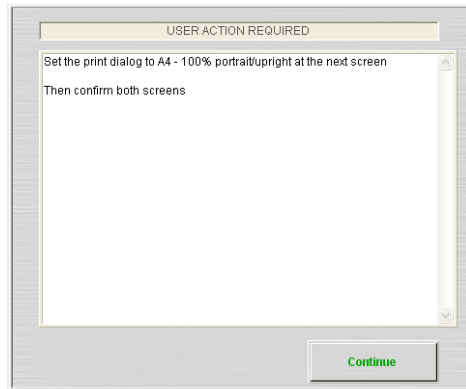 USER ACTION REQUIRED
Set the print dialog to A4 - 100% portrait/upright at the next screen
Then confirm both screens
Continue